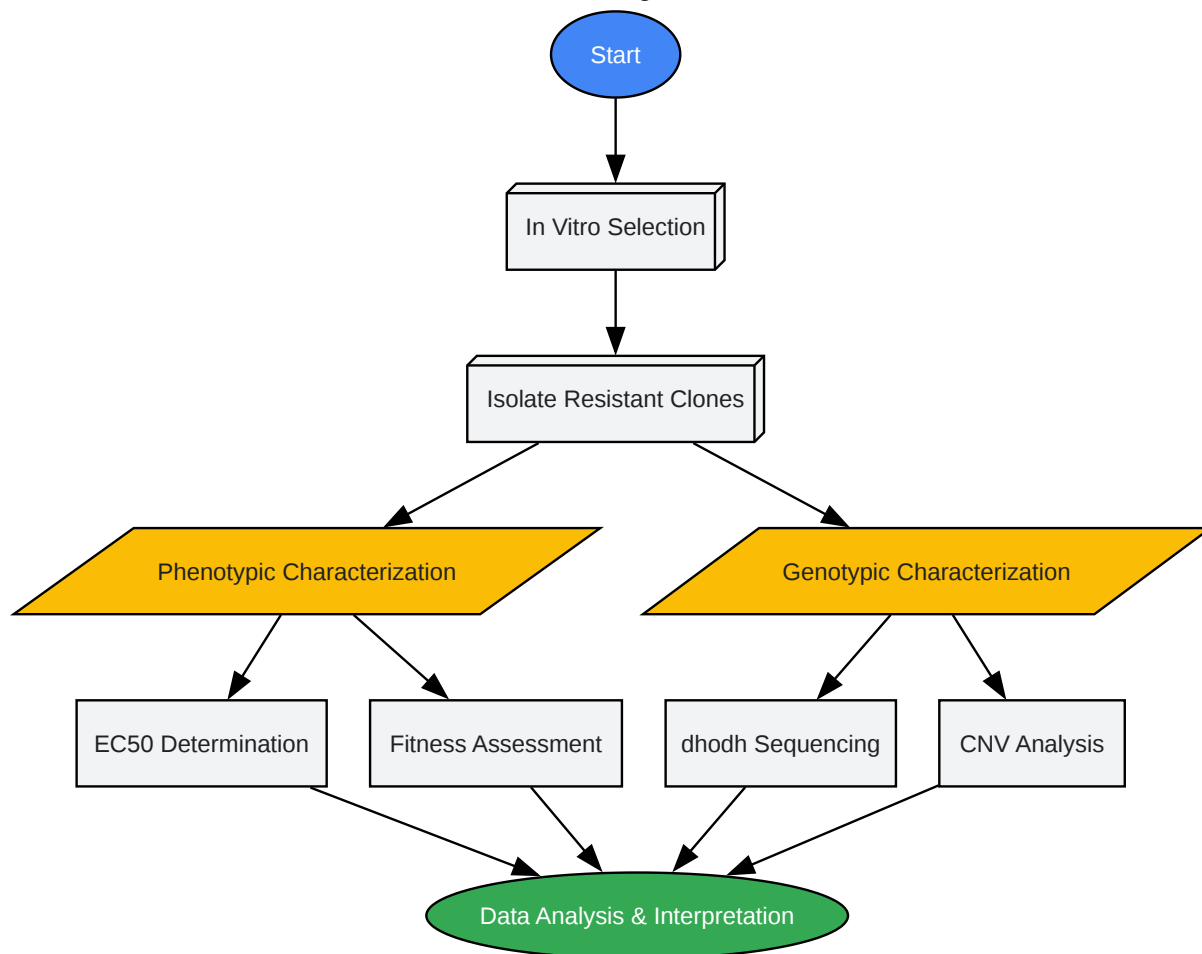 Start
In Vitro Selection
Isolate Resistant Clones
Phenotypic Characterization
Genotypic Characterization
EC50 Determination
Fitness Assessment
dhodh Sequencing
CNV Analysis
Data Analysis & Interpretation